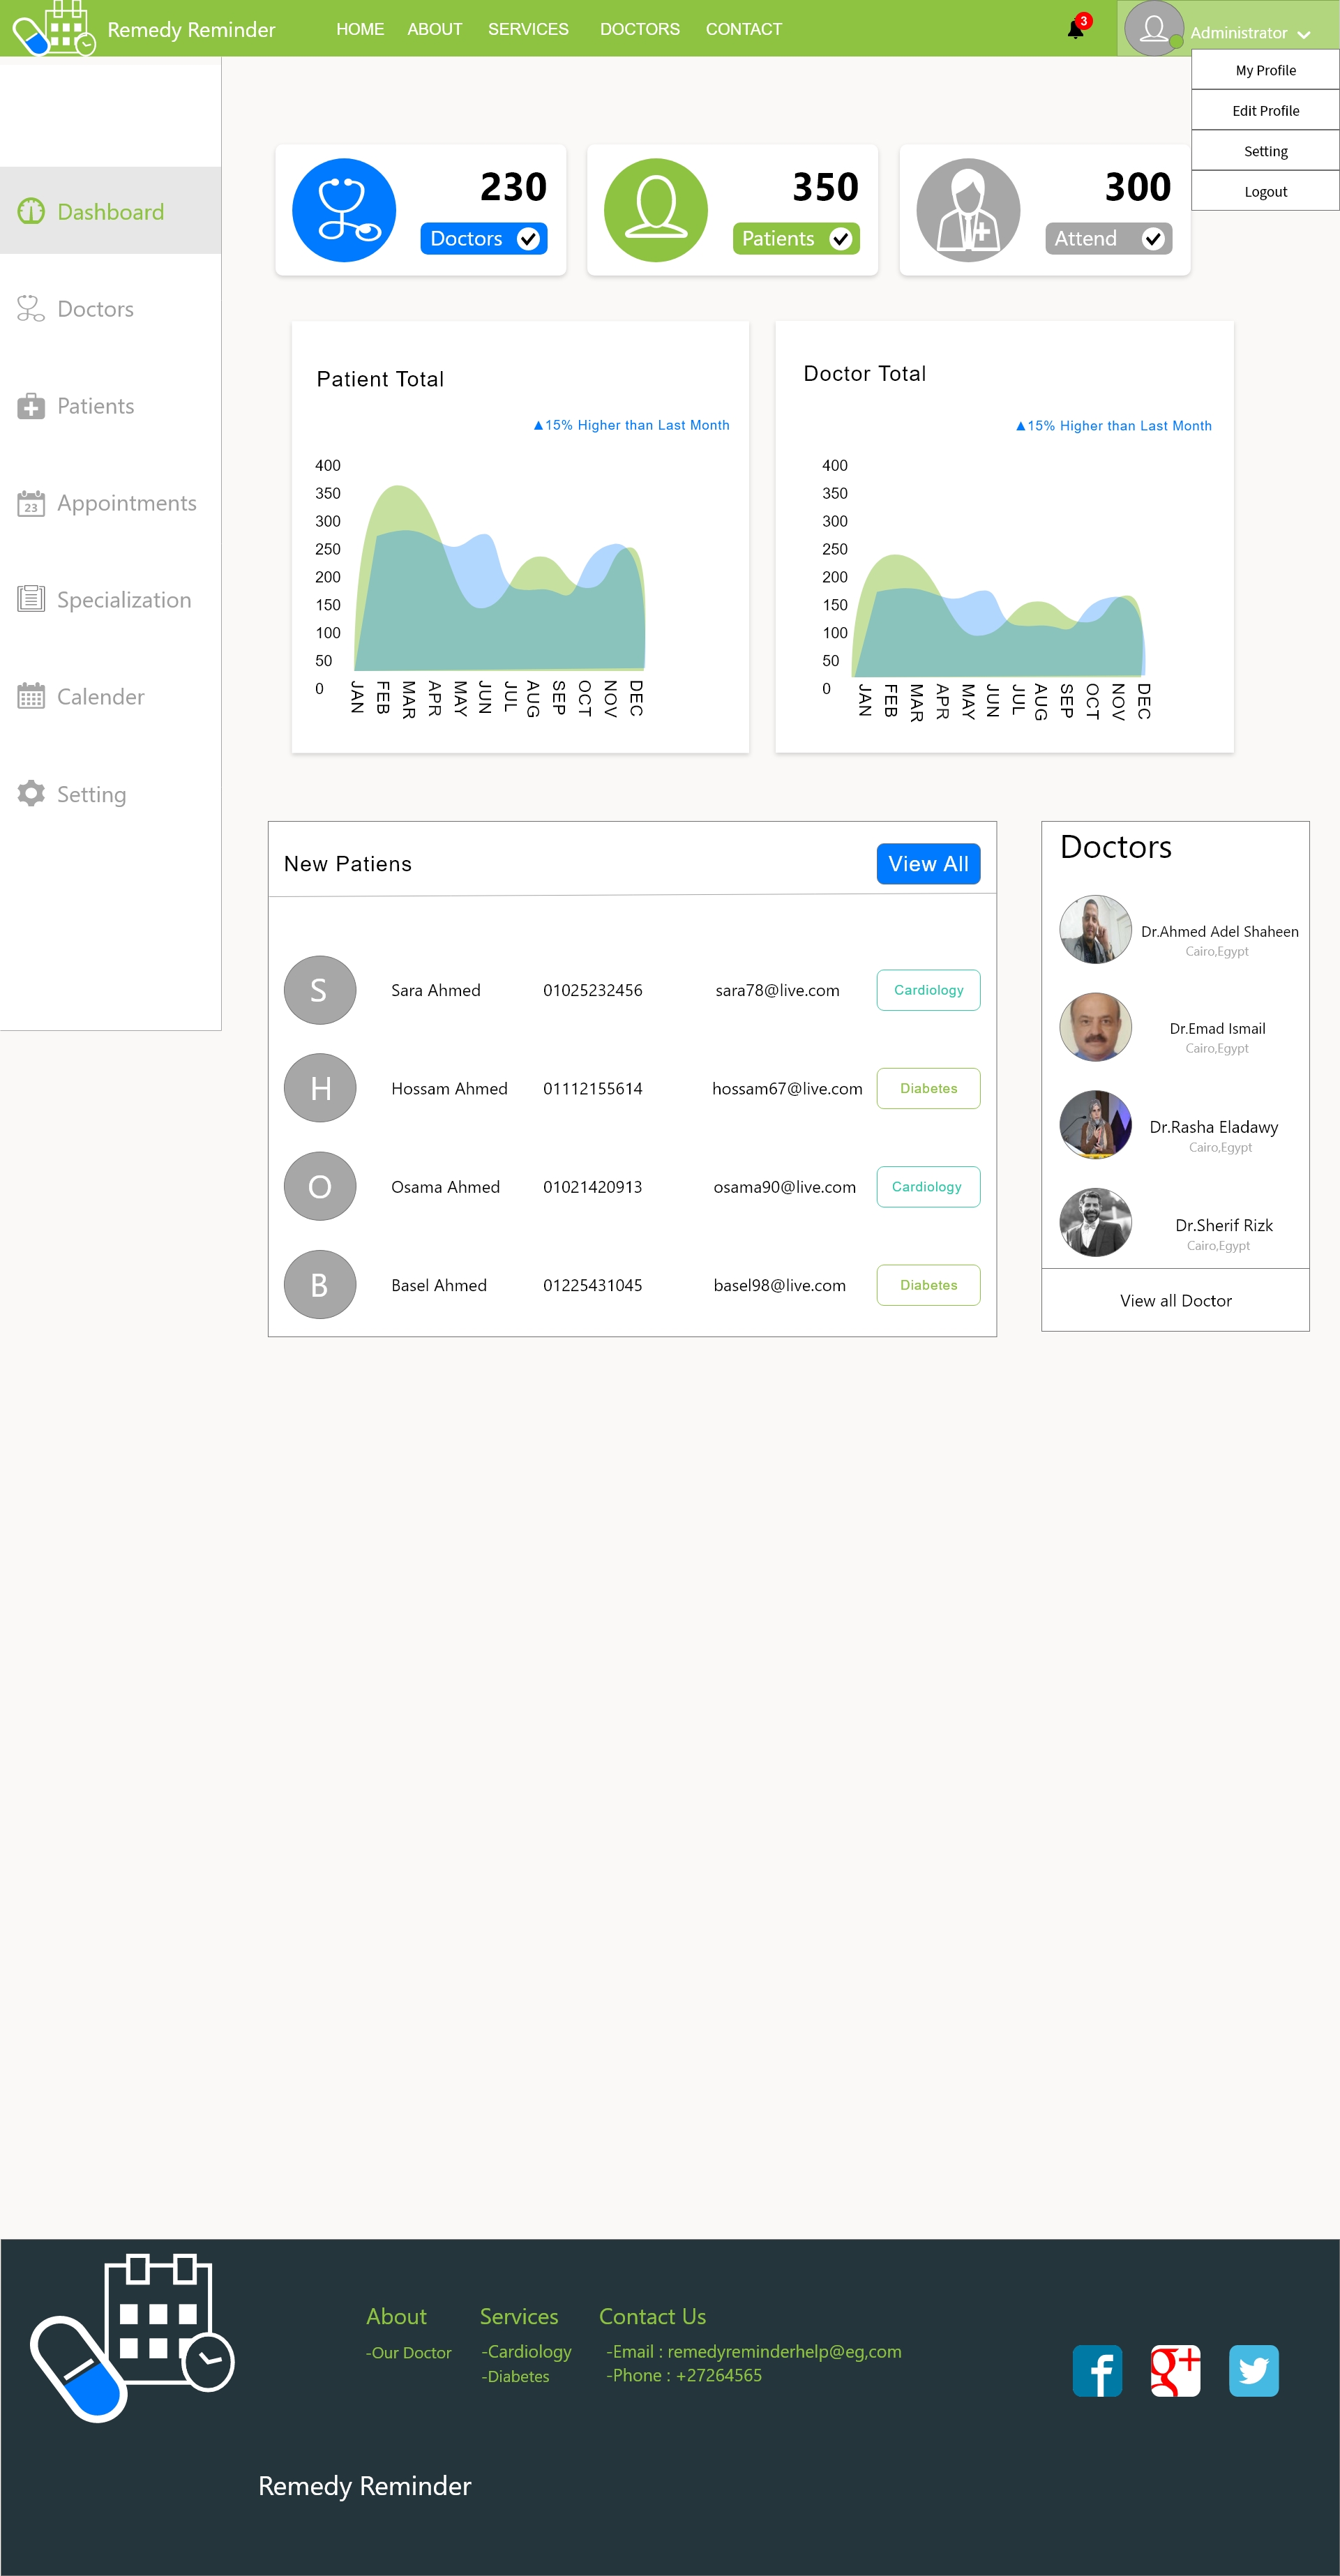 Remedy Reminder
HOME ABOUT SERVICES DOCTORS CONTACT
3
Administrator
My Profile
Edit Profile
Setting
Logout
Dashboard
Doctors
Patients
23
Appointments
Specialization
Calender
Setting
230
Doctors
350
Patients
300
Attend
Patient Total
▲15% Higher than Last Month
400
350
300
250
200
150
100
50
0
JAN FEB MAR APR MAY JUN JUL AUG SEP OCT NOV DEC
Doctor Total
▲15% Higher than Last Month
400
350
300
250
200
150
100
50
0
JAN FEB MAR APR MAY JUN JUL AUG SEP OCT NOV DEC
New Patiens View All
S Sara Ahmed 01025232456 sara78@live.com Cardiology
H Hossam Ahmed 01112155614 hossam67@live.com Diabetes
O Osama Ahmed 01021420913 osama90@live.com Cardiology
B Basel Ahmed 01225431045 basel98@live.com Diabetes
Doctors
Dr.Ahmed Adel Shaheen
Cairo,Egypt
Dr.Emad Ismail
Cairo,Egypt
Dr.Rasha Eladawy
Cairo,Egypt
Dr.Sherif Rizk
Cairo,Egypt
View all Doctor
About
-Our Doctor
Services
-Cardiology
-Diabetes
Contact Us
-Email : remedyreminderhelp@eg,com
-Phone : +27264565
f g+
Remedy Reminder